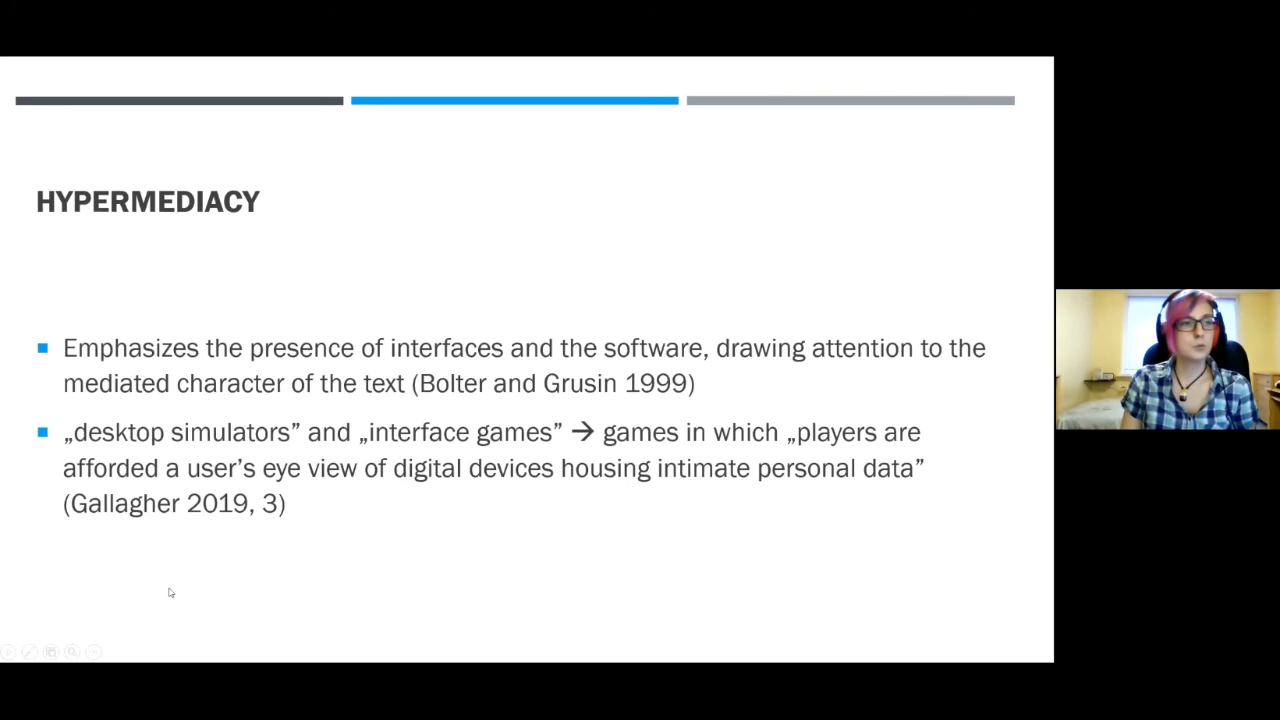 HYPERMEDIACY
Emphasizes the presence of interfaces and the software, drawing attention to the
mediated character of the text (Bolter and Grusin 1999)
„desktop simulators” and „interface games” → games in which „players are
afforded a user’s eye view of digital devices housing intimate personal data”
(Gallagher 2019, 3)